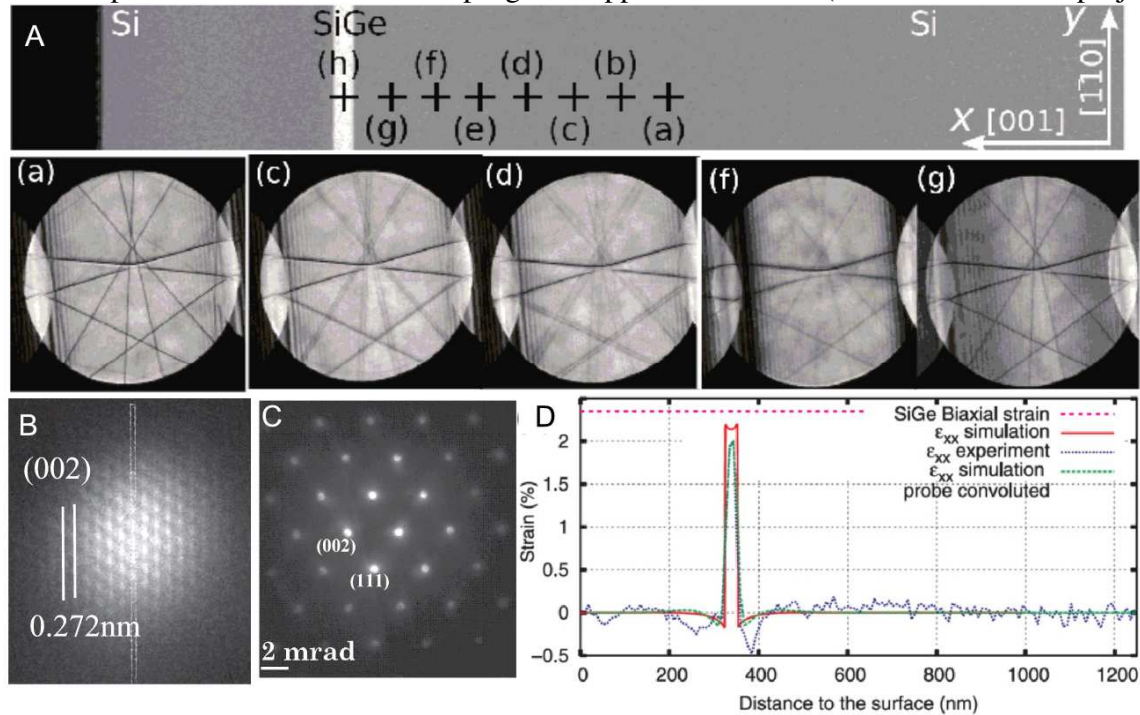 A
Si
SiGe
Si
y
[11̄0]
x [001]
(h)
(f)
(d)
(b)
(g)
(e)
(c)
(a)
(a)
(c)
(d)
(f)
(g)
B
(002)
0.272nm
C
(002)
(111)
2 mrad
D
SiGe Biaxial strain
εxx simulation
εxx experiment
εxx simulation
probe convoluted
Strain (%)
2
1.5
1
0.5
0
−0.5
0
200
400
600
800
1000
1200
Distance to the surface (nm)